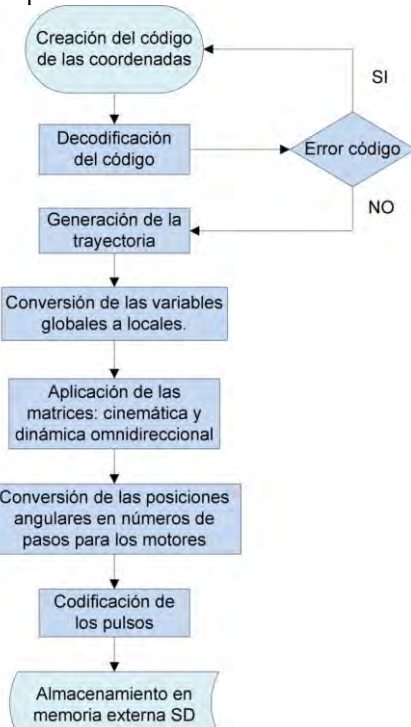 Creación del código
de las coordenadas
SI
Decodificación
del código
Error código
NO
Generación de la
trayectoria
Conversión de las variables
globales a locales.
Aplicación de las
matrices: cinemática y
dinámica omnidireccional
Conversión de las posiciones
angulares en números de
pasos para los motores
Codificación de
los pulsos
Almacenamiento en
memoria externa SD